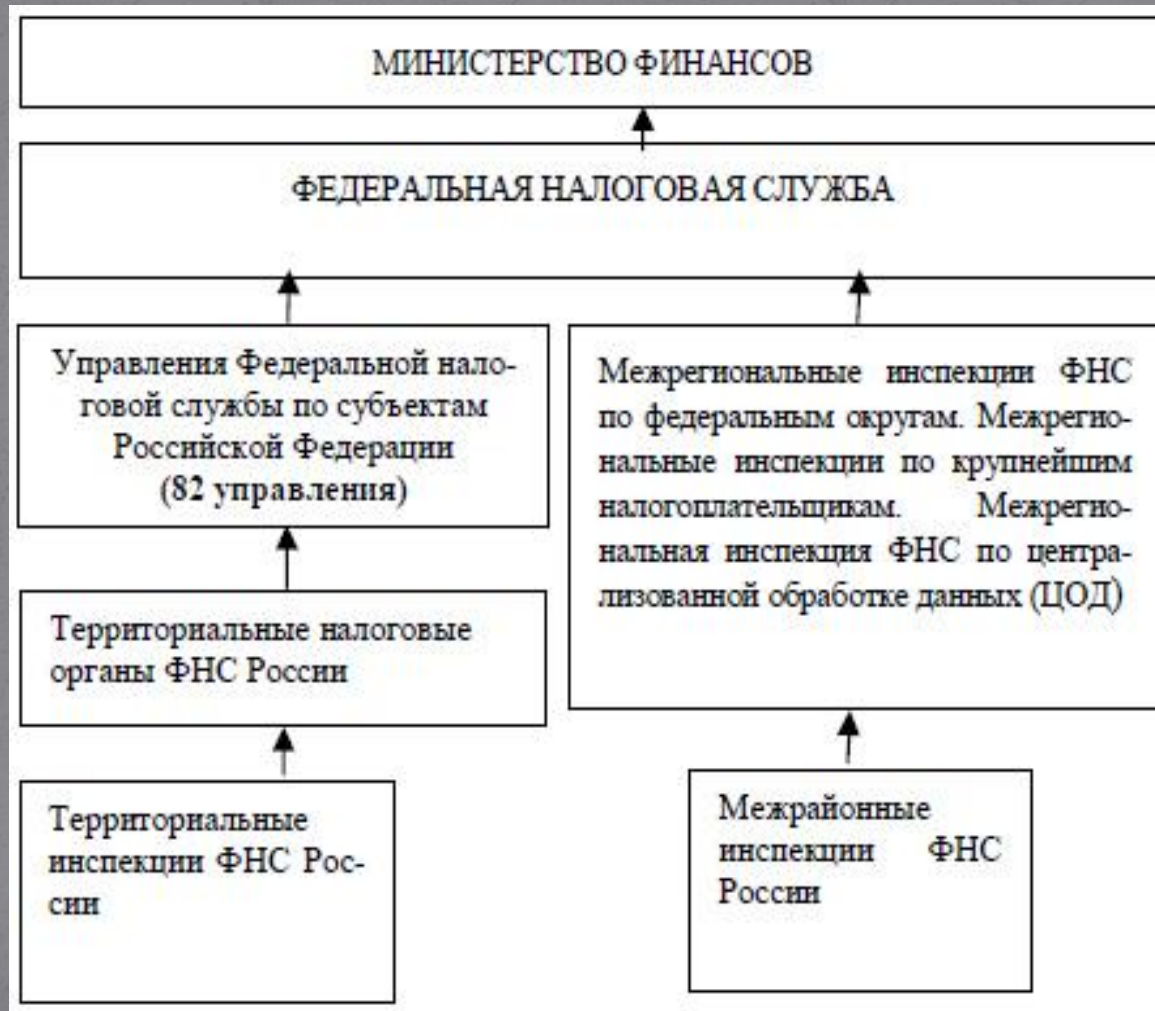 МИНИСТЕРСТВО ФИНАНСОВ
ФЕДЕРАЛЬНАЯ НАЛОГОВАЯ СЛУЖБА
Управления Федеральной нало-
говой службы по субъектам
Российской Федерации
(82 управления)
Межрегиональные инспекции ФНС
по федеральным округам. Межрегио-
нальные инспекции по крупнейшим
налогоплательщикам. Межрегио-
нальная инспекция ФНС по центра-
лизованной обработке данных (ЦОД)
Территориальные налоговые
органы ФНС России
Территориальные
инспекции ФНС Рос-
сии
Межрайонные
инспекции ФНС
России